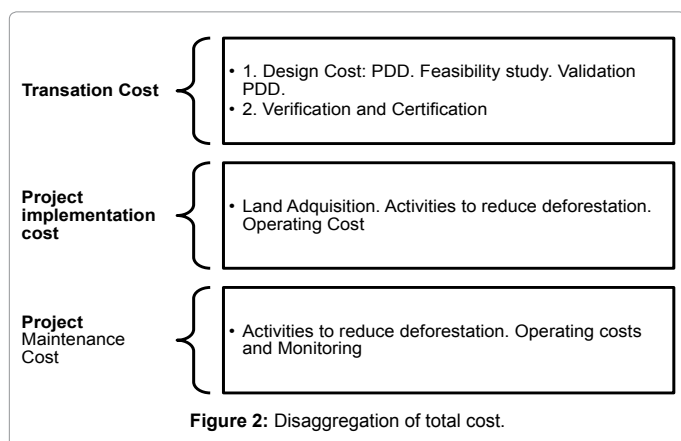 Transation Cost
• 1. Design Cost: PDD. Feasibility study. Validation
PDD.
• 2. Verification and Certification
Project
implementation
cost
• Land Adquisition. Activities to reduce deforestation.
Operating Cost
Project
Maintenance
Cost
• Activities to reduce deforestation. Operating costs
and Monitoring
Figure 2: Disaggregation of total cost.